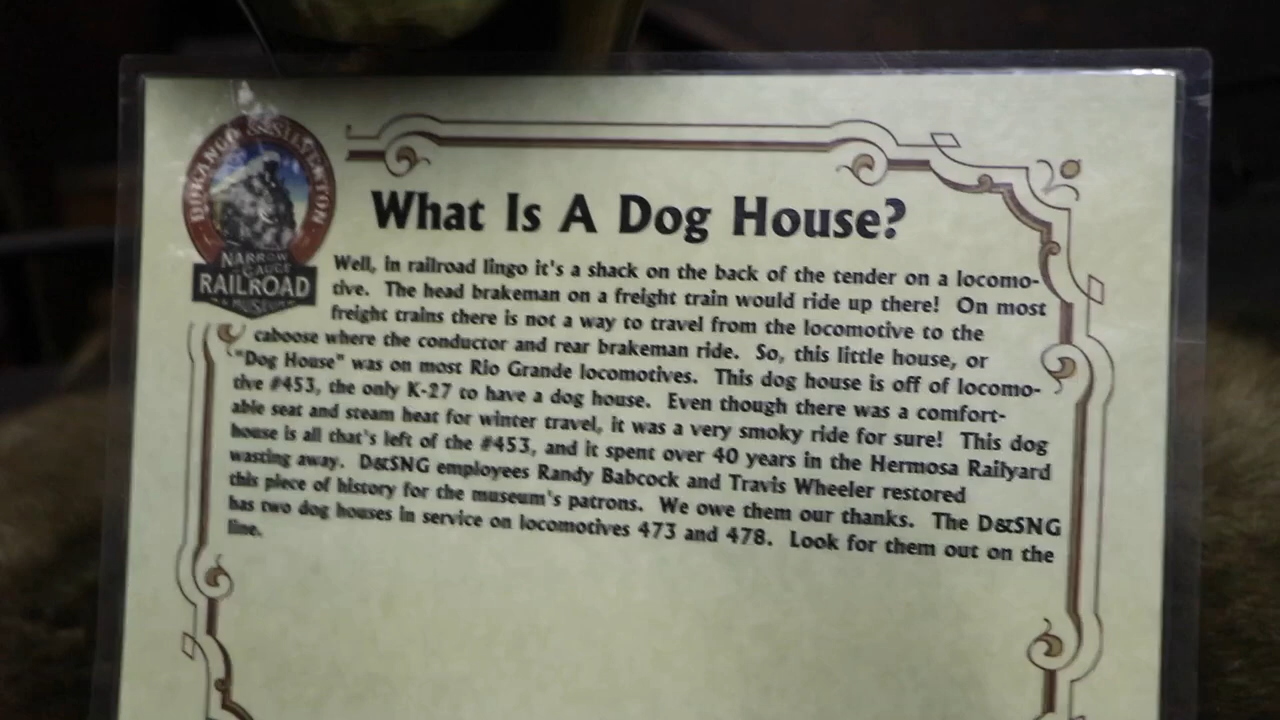 DURANGO & SILVERTON
NARROW
GAUGE
RAILROAD
& MUSEUM
What Is A Dog House?
Well, in railroad lingo it's a shack on the back of the tender on a locomo-
tive. The head brakeman on a freight train would ride up there! On most
freight trains there is not a way to travel from the locomotive to the
caboose where the conductor and rear brakeman ride. So, this little house, or
"Dog House" was on most Rio Grande locomotives. This dog house is off of locomo-
tive #453, the only K-27 to have a dog house. Even though there was a comfort-
able seat and steam heat for winter travel, it was a very smoky ride for sure! This dog
house is all that's left of the #453, and it spent over 40 years in the Hermosa Railyard
wasting away. D&SNG employees Randy Babcock and Travis Wheeler restored
this piece of history for the museum's patrons. We owe them our thanks. The D&SNG
has two dog houses in service on locomotives 473 and 478. Look for them out on the
line.